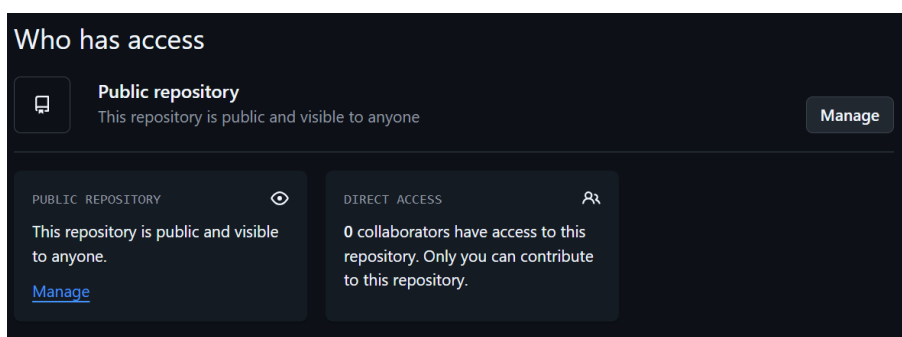 Who has access
Public repository
This repository is public and visible to anyone
Manage
PUBLIC REPOSITORY
This repository is public and visible
to anyone.
Manage
DIRECT ACCESS
0 collaborators have access to this
repository. Only you can contribute
to this repository.